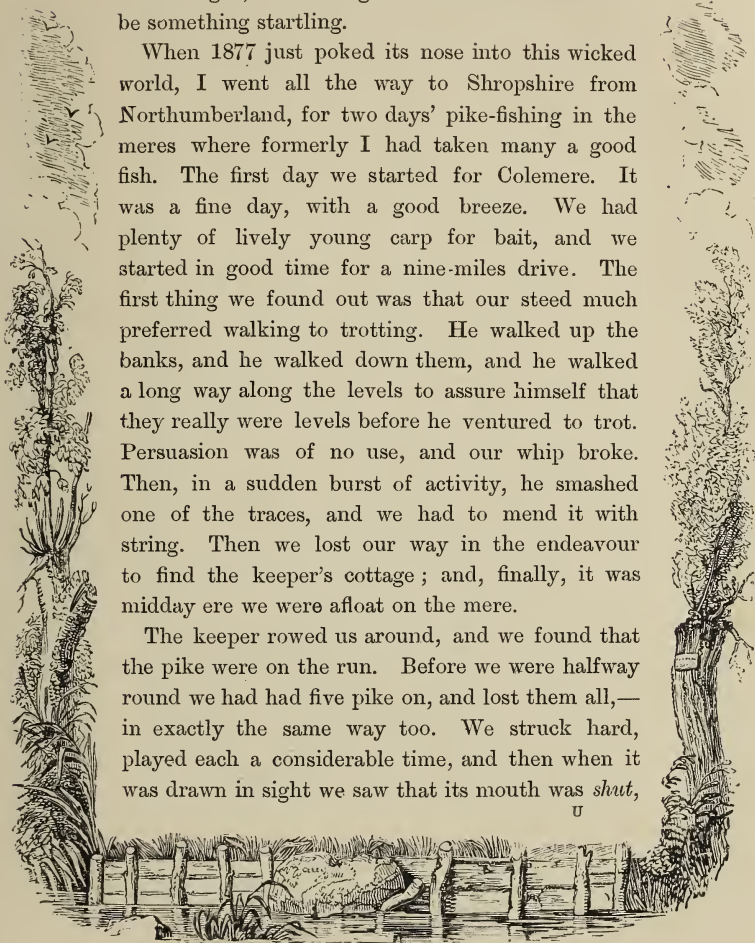 be something startling.
When 1877 just poked its nose into this wicked
world, I went all the way to Shropshire from
Northumberland, for two days' pike-fishing in the
meres where formerly I had taken many a good
fish. The first day we started for Colemere. It
was a fine day, with a good breeze. We had
plenty of lively young carp for bait, and we
started in good time for a nine-miles drive. The
first thing we found out was that our steed much
preferred walking to trotting. He walked up the
banks, and he walked down them, and he walked
a long way along the levels to assure himself that
they really were levels before he ventured to trot.
Persuasion was of no use, and our whip broke.
Then, in a sudden burst of activity, he smashed
one of the traces, and we had to mend it with
string. Then we lost our way in the endeavour
to find the keeper's cottage ; and, finally, it was
midday ere we were afloat on the mere.
The keeper rowed us around, and we found that
the pike were on the run. Before we were halfway
round we had had five pike on, and lost them all,—
in exactly the same way too. We struck hard,
played each a considerable time, and then when it
was drawn in sight we saw that its mouth was shut,
U